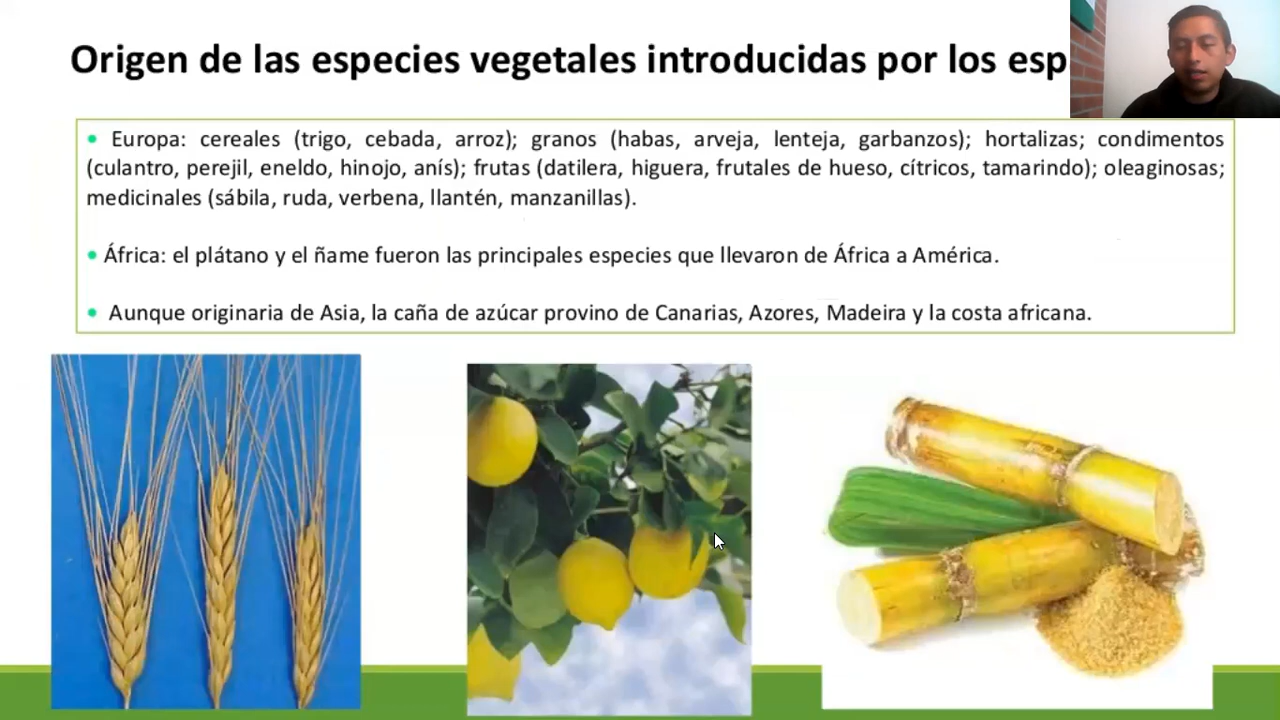 Origen de las especies vegetales introducidas por los esp
• Europa: cereales (trigo, cebada, arroz); granos (habas, arveja, lenteja, garbanzos); hortalizas; condimentos
(culantro, perejil, eneldo, hinojo, anís); frutas (datilera, higuera, frutales de hueso, cítricos, tamarindo); oleaginosas;
medicinales (sábila, ruda, verbena, llantén, manzanillas).
• África: el plátano y el ñame fueron las principales especies que llevaron de África a América.
• Aunque originaria de Asia, la caña de azúcar provino de Canarias, Azores, Madeira y la costa africana.